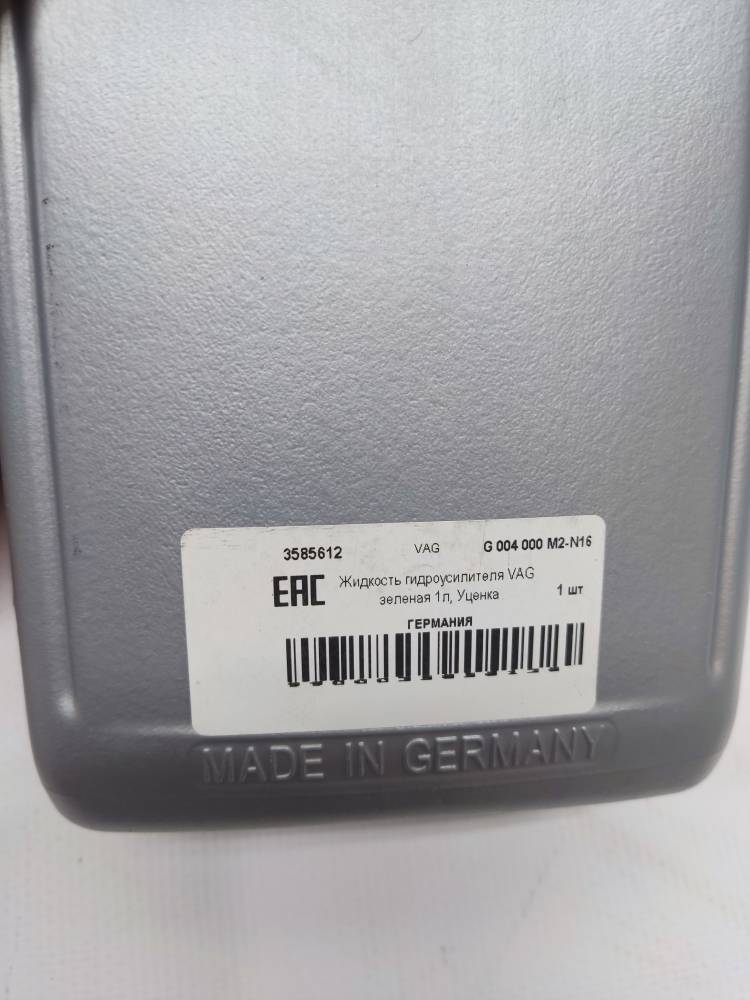 3585612 VAG G 004 000 M2-N16
EAC Жидкость гидроусилителя VAG
зеленая 1л, Уценка 1 шт
ГЕРМАНИЯ
MADE IN GERMANY